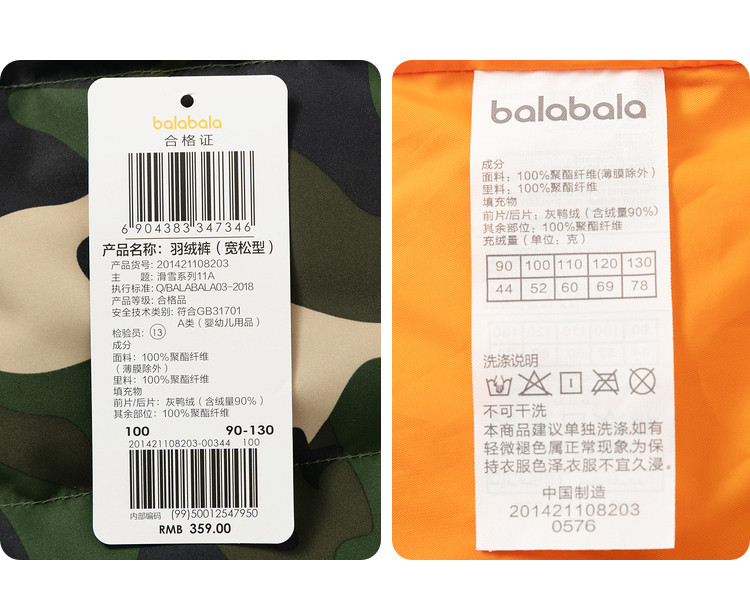 balabala
合格证
6 904383 347346
产品名称：羽绒裤（宽松型）
产品货号: 201421108203
主 题: 滑雪系列11A
执行标准: Q/BALABALA03-2018
产品等级: 合格品
安全技术类别: 符合GB31701
A类（婴幼儿用品）
检验员: 13
成分
面料: 100%聚酯纤维
（薄膜除外）
里料: 100%聚酯纤维
填充物
前片/后片: 灰鸭绒（含绒量90%）
其余部位: 100%聚酯纤维
100 90-130
201421108203-00344 100
内部编码 (99)50012547950
RMB 359.00
balabala
成分
面料: 100%聚酯纤维(薄膜除外)
里料: 100%聚酯纤维
填充物
前片/后片: 灰鸭绒（含绒量90%）
其余部位: 100%聚酯纤维
充绒量（单位: 克）
90 100 110 120 130
44 52 60 69 78
洗涤说明
不可干洗
本商品建议单独洗涤,如有
轻微褪色属正常现象,为保
持衣服色泽,衣服不宜久浸。
中国制造
201421108203
0576